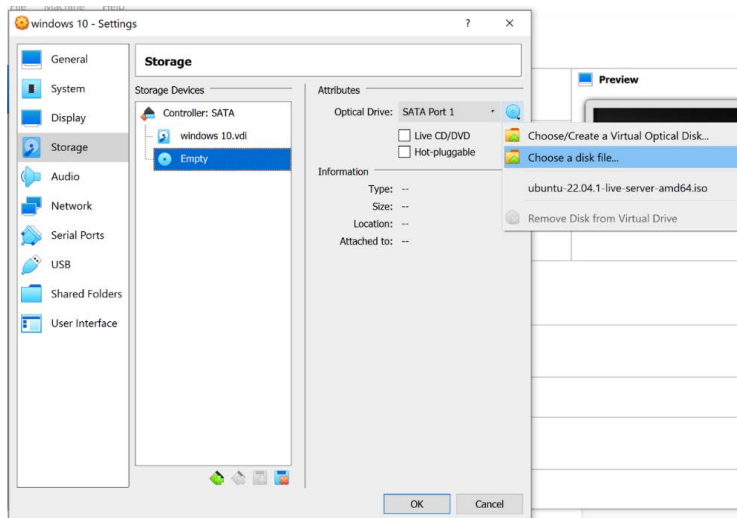 File Machine Help
windows 10 - Settings
?
General
System
Display
Storage
Audio
Network
Serial Ports
USB
Shared Folders
User Interface
Storage
Storage Devices
Controller: SATA
windows 10.vdi
Empty
Attributes
Optical Drive: SATA Port 1
Live CD/DVD
Hot-pluggable
Information
Type: --
Size: --
Location: --
Attached to: --
OK Cancel
Preview
Choose/Create a Virtual Optical Disk...
Choose a disk file...
ubuntu-22.04.1-live-server-amd64.iso
Remove Disk from Virtual Drive